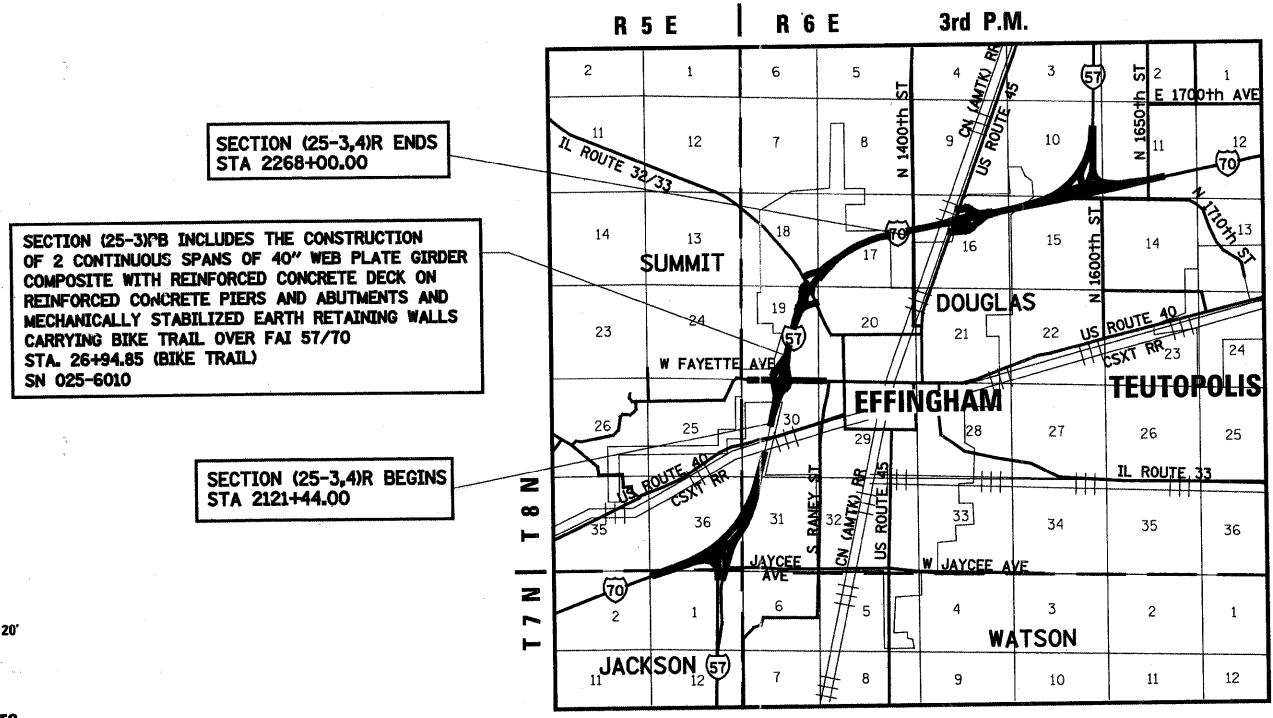 R 5 E | R 6 E 3rd P.M.
SECTION (25-3,4)R ENDS
STA 2268+00.00
SECTION (25-3)PB INCLUDES THE CONSTRUCTION
OF 2 CONTINUOUS SPANS OF 40" WEB PLATE GIRDER
COMPOSITE WITH REINFORCED CONCRETE DECK ON
REINFORCED CONCRETE PIERS AND ABUTMENTS AND
MECHANICALLY STABILIZED EARTH RETAINING WALLS
CARRYING BIKE TRAIL OVER FAI 57/70
STA. 26+94.85 (BIKE TRAIL)
SN 025-6010
SECTION (25-3,4)R BEGINS
STA 2121+44.00
20'
T 8 N
T 7 N
2 1 6 5 4 3 2 1
57
E 1700th AVE
N 1400th ST
CN (AMTK) RR
US ROUTE 45
N 1650th ST
11 12 7 8 9 10 11 12
IL ROUTE 32/33
70
N 1710th ST
14 13 18 17 16 15 14 13
70
SUMMIT
N 1600th ST
DOUGLAS
23 24 19 20 21 22 23 24
57
US ROUTE 40
CSXT RR
W FAYETTE AVE
TEUTOPOLIS
EFFINGHAM
26 25 30 29 28 27 26 25
US ROUTE 40
CSXT RR
IL ROUTE 33
S RANEY ST
CN (AMTK) RR
US ROUTE 45
35 36 31 32 33 34 35 36
JAYCEE
AVE
W JAYCEE AVE
70
2 1 6 5 4 3 2 1
WATSON
JACKSON
57
11 12 7 8 9 10 11 12